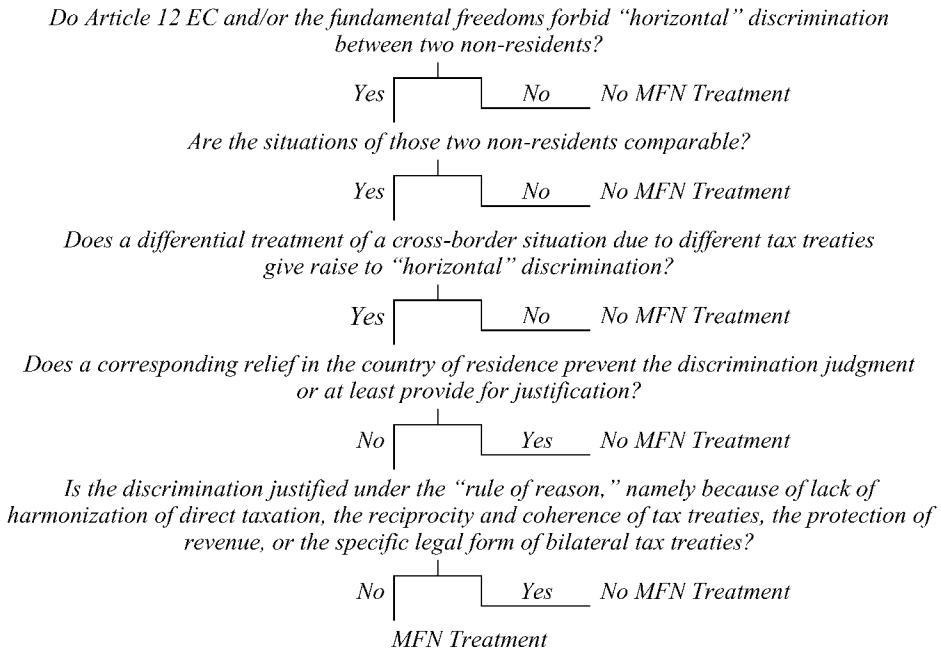 Do Article 12 EC and/or the fundamental freedoms forbid “horizontal” discrimination
between two non-residents?
Yes No No MFN Treatment
Are the situations of those two non-residents comparable?
Yes No No MFN Treatment
Does a differential treatment of a cross-border situation due to different tax treaties
give raise to “horizontal” discrimination?
Yes No No MFN Treatment
Does a corresponding relief in the country of residence prevent the discrimination judgment
or at least provide for justification?
No Yes No MFN Treatment
Is the discrimination justified under the “rule of reason,” namely because of lack of
harmonization of direct taxation, the reciprocity and coherence of tax treaties, the protection of
revenue, or the specific legal form of bilateral tax treaties?
No Yes No MFN Treatment
MFN Treatment